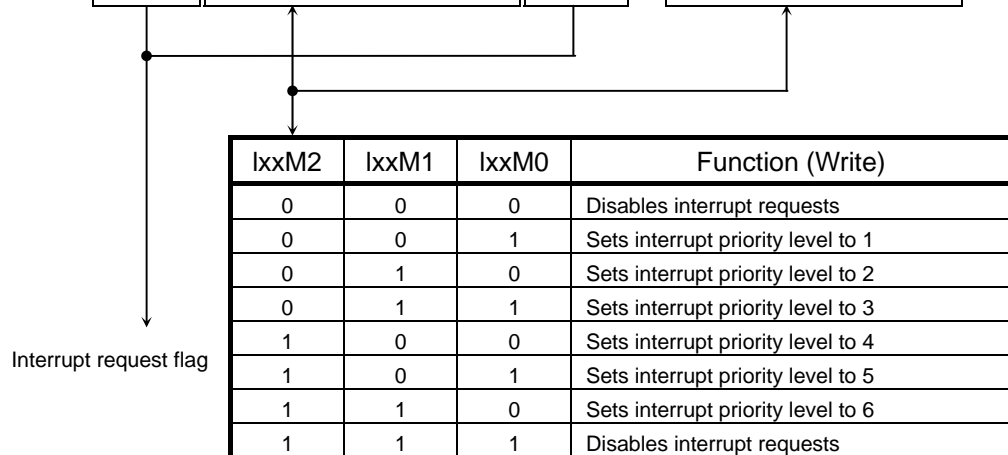 lxxM2 lxxM1 lxxM0 Function (Write)
0 0 0 Disables interrupt requests
0 0 1 Sets interrupt priority level to 1
0 1 0 Sets interrupt priority level to 2
0 1 1 Sets interrupt priority level to 3
1 0 0 Sets interrupt priority level to 4
Interrupt request flag
1 0 1 Sets interrupt priority level to 5
1 1 0 Sets interrupt priority level to 6
1 1 1 Disables interrupt requests